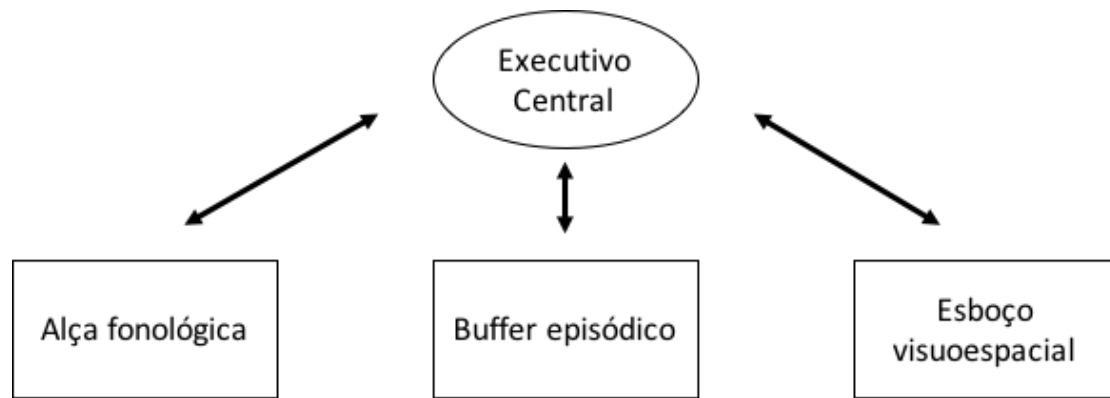 Executivo
Central
Alça fonológica
Buffer episódico
Esboço
visuoespacial